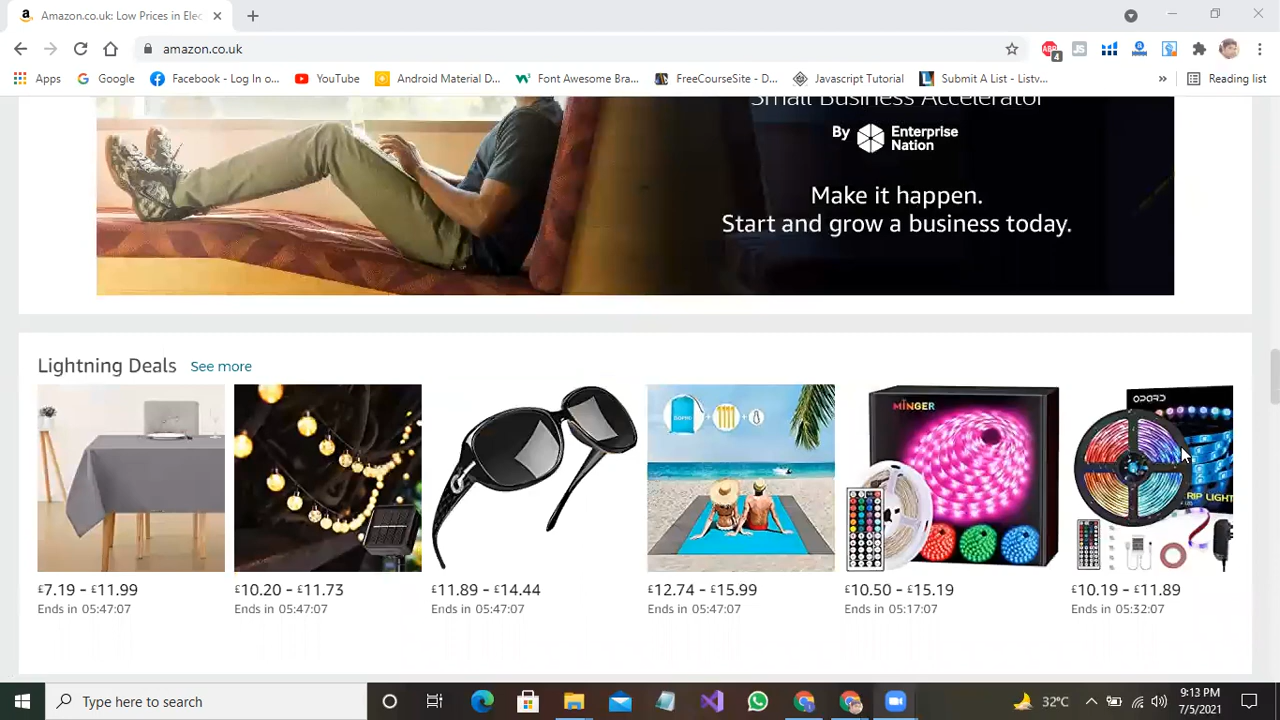 Amazon.co.uk: Low Prices in Elec
amazon.co.uk
4
Apps
Google
Facebook - Log In o...
YouTube
Android Material D...
Font Awesome Bra...
FreeCourseSite - D...
Javascript Tutorial
Submit A List - Listv...
»
Reading list
Small Business Accelerator
By Enterprise
Nation
Make it happen.
Start and grow a business today.
Lightning Deals See more
MINGER
OPARD
RIP LIGHT
£7.19 - £11.99
£10.20 - £11.73
£11.89 - £14.44
£12.74 - £15.99
£10.50 - £15.19
£10.19 - £11.89
Ends in 05:47:07
Ends in 05:47:07
Ends in 05:47:07
Ends in 05:47:07
Ends in 05:17:07
Ends in 05:32:07
Type here to search
32°C
9:13 PM
7/5/2021